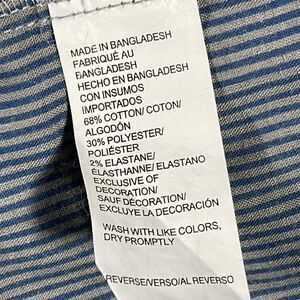 MADE IN BANGLADESH
FABRIQUÉ AU
BANGLADESH
HECHO EN BANGLADESH
CON INSUMOS
IMPORTADOS
68% COTTON/ COTON/
ALGODÓN
30% POLYESTER/
POLIÉSTER
2% ELASTANE/
ÉLASTHANNE/ ELASTANO
EXCLUSIVE OF
DECORATION/
SAUF DÉCORATION/
EXCLUYE LA DECORACIÓN
WASH WITH LIKE COLORS,
DRY PROMPTLY
REVERSE/VERSO/AL REVERSO